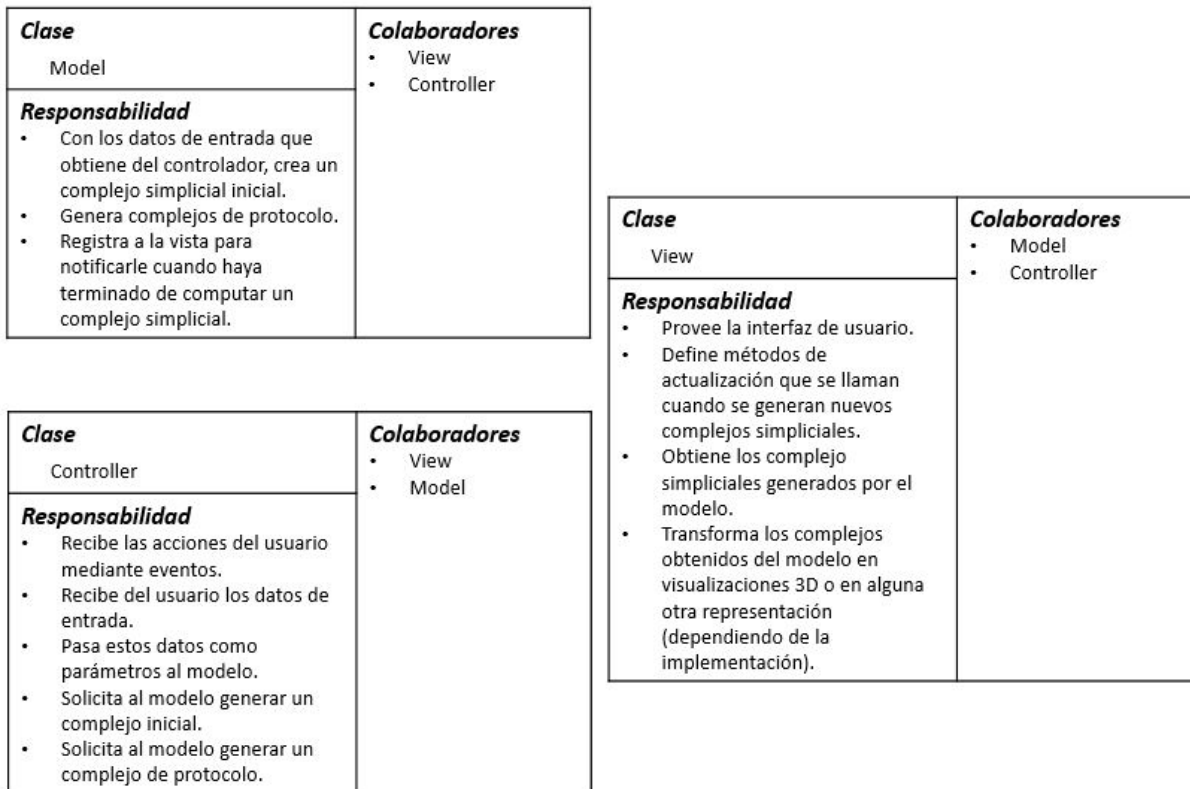 Clase
Model
Colaboradores
• View
• Controller
Responsabilidad
• Con los datos de entrada que
obtiene del controlador, crea un
complejo simplicial inicial.
• Genera complejos de protocolo.
• Registra a la vista para
notificarle cuando haya
terminado de computar un
complejo simplicial.
Clase
Controller
Colaboradores
• View
• Model
Responsabilidad
• Recibe las acciones del usuario
mediante eventos.
• Recibe del usuario los datos de
entrada.
• Pasa estos datos como
parámetros al modelo.
• Solicita al modelo generar un
complejo inicial.
• Solicita al modelo generar un
complejo de protocolo.
Clase
View
Colaboradores
• Model
• Controller
Responsabilidad
• Provee la interfaz de usuario.
• Define métodos de
actualización que se llaman
cuando se generan nuevos
complejos simpliciales.
• Obtiene los complejo
simpliciales generados por el
modelo.
• Transforma los complejos
obtenidos del modelo en
visualizaciones 3D o en alguna
otra representación
(dependiendo de la
implementación).